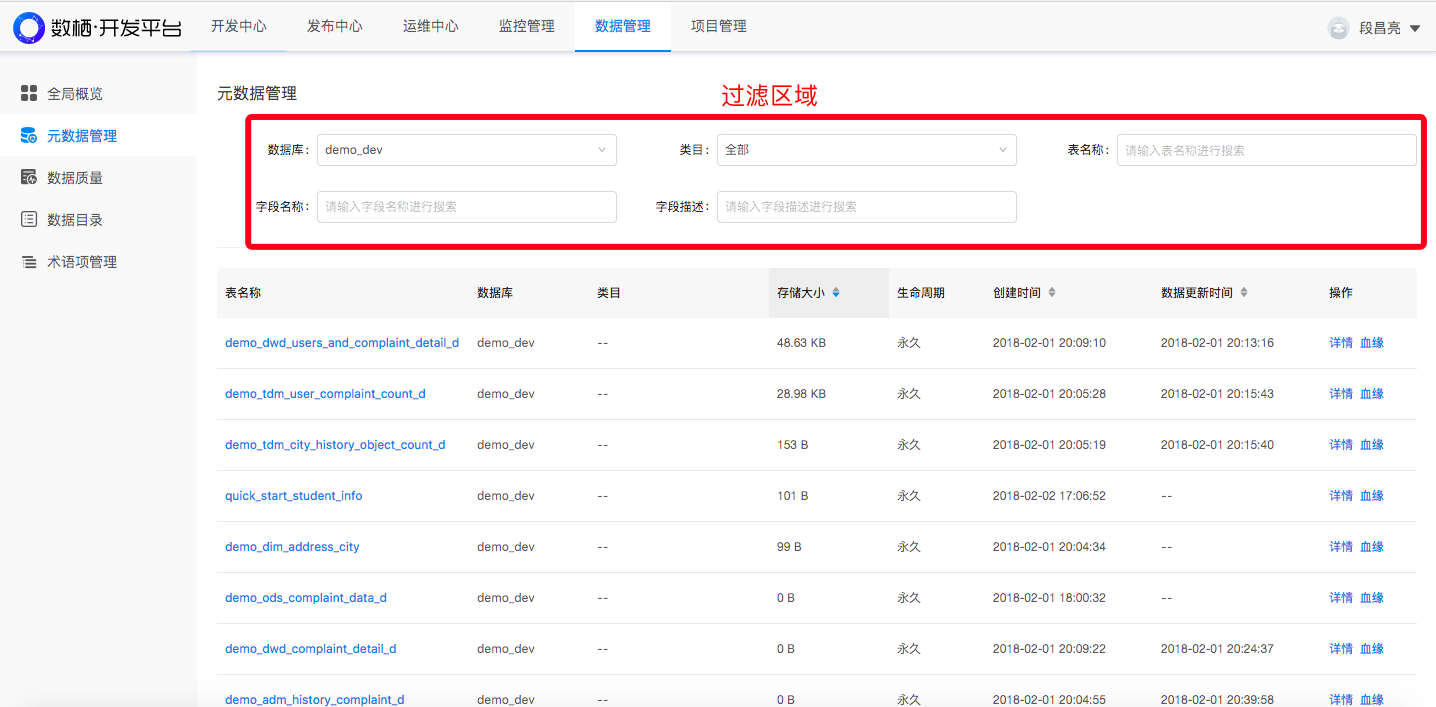 数栖·开发平台 开发中心 发布中心 运维中心 监控管理 数据管理 项目管理 段昌亮
全局概览
元数据管理
数据质量
数据目录
术语项管理
元数据管理
过滤区域
数据库: demo_dev 类目: 全部 表名称: 请输入表名称进行搜索
字段名称: 请输入字段名称进行搜索 字段描述: 请输入字段描述进行搜索
表名称 数据库 类目 存储大小 生命周期 创建时间 数据更新时间 操作
demo_dwd_users_and_complaint_detail_d demo_dev -- 48.63 KB 永久 2018-02-01 20:09:10 2018-02-01 20:13:16 详情 血缘
demo_tdm_user_complaint_count_d demo_dev -- 28.98 KB 永久 2018-02-01 20:05:28 2018-02-01 20:15:43 详情 血缘
demo_tdm_city_history_object_count_d demo_dev -- 153 B 永久 2018-02-01 20:05:19 2018-02-01 20:15:40 详情 血缘
quick_start_student_info demo_dev -- 101 B 永久 2018-02-02 17:06:52 -- 详情 血缘
demo_dim_address_city demo_dev -- 99 B 永久 2018-02-01 20:04:34 -- 详情 血缘
demo_ods_complaint_data_d demo_dev -- 0 B 永久 2018-02-01 18:00:32 -- 详情 血缘
demo_dwd_complaint_detail_d demo_dev -- 0 B 永久 2018-02-01 20:09:22 2018-02-01 20:24:37 详情 血缘
demo_adm_history_complaint_d demo_dev -- 0 B 永久 2018-02-01 20:04:55 2018-02-01 20:39:58 详情 血缘